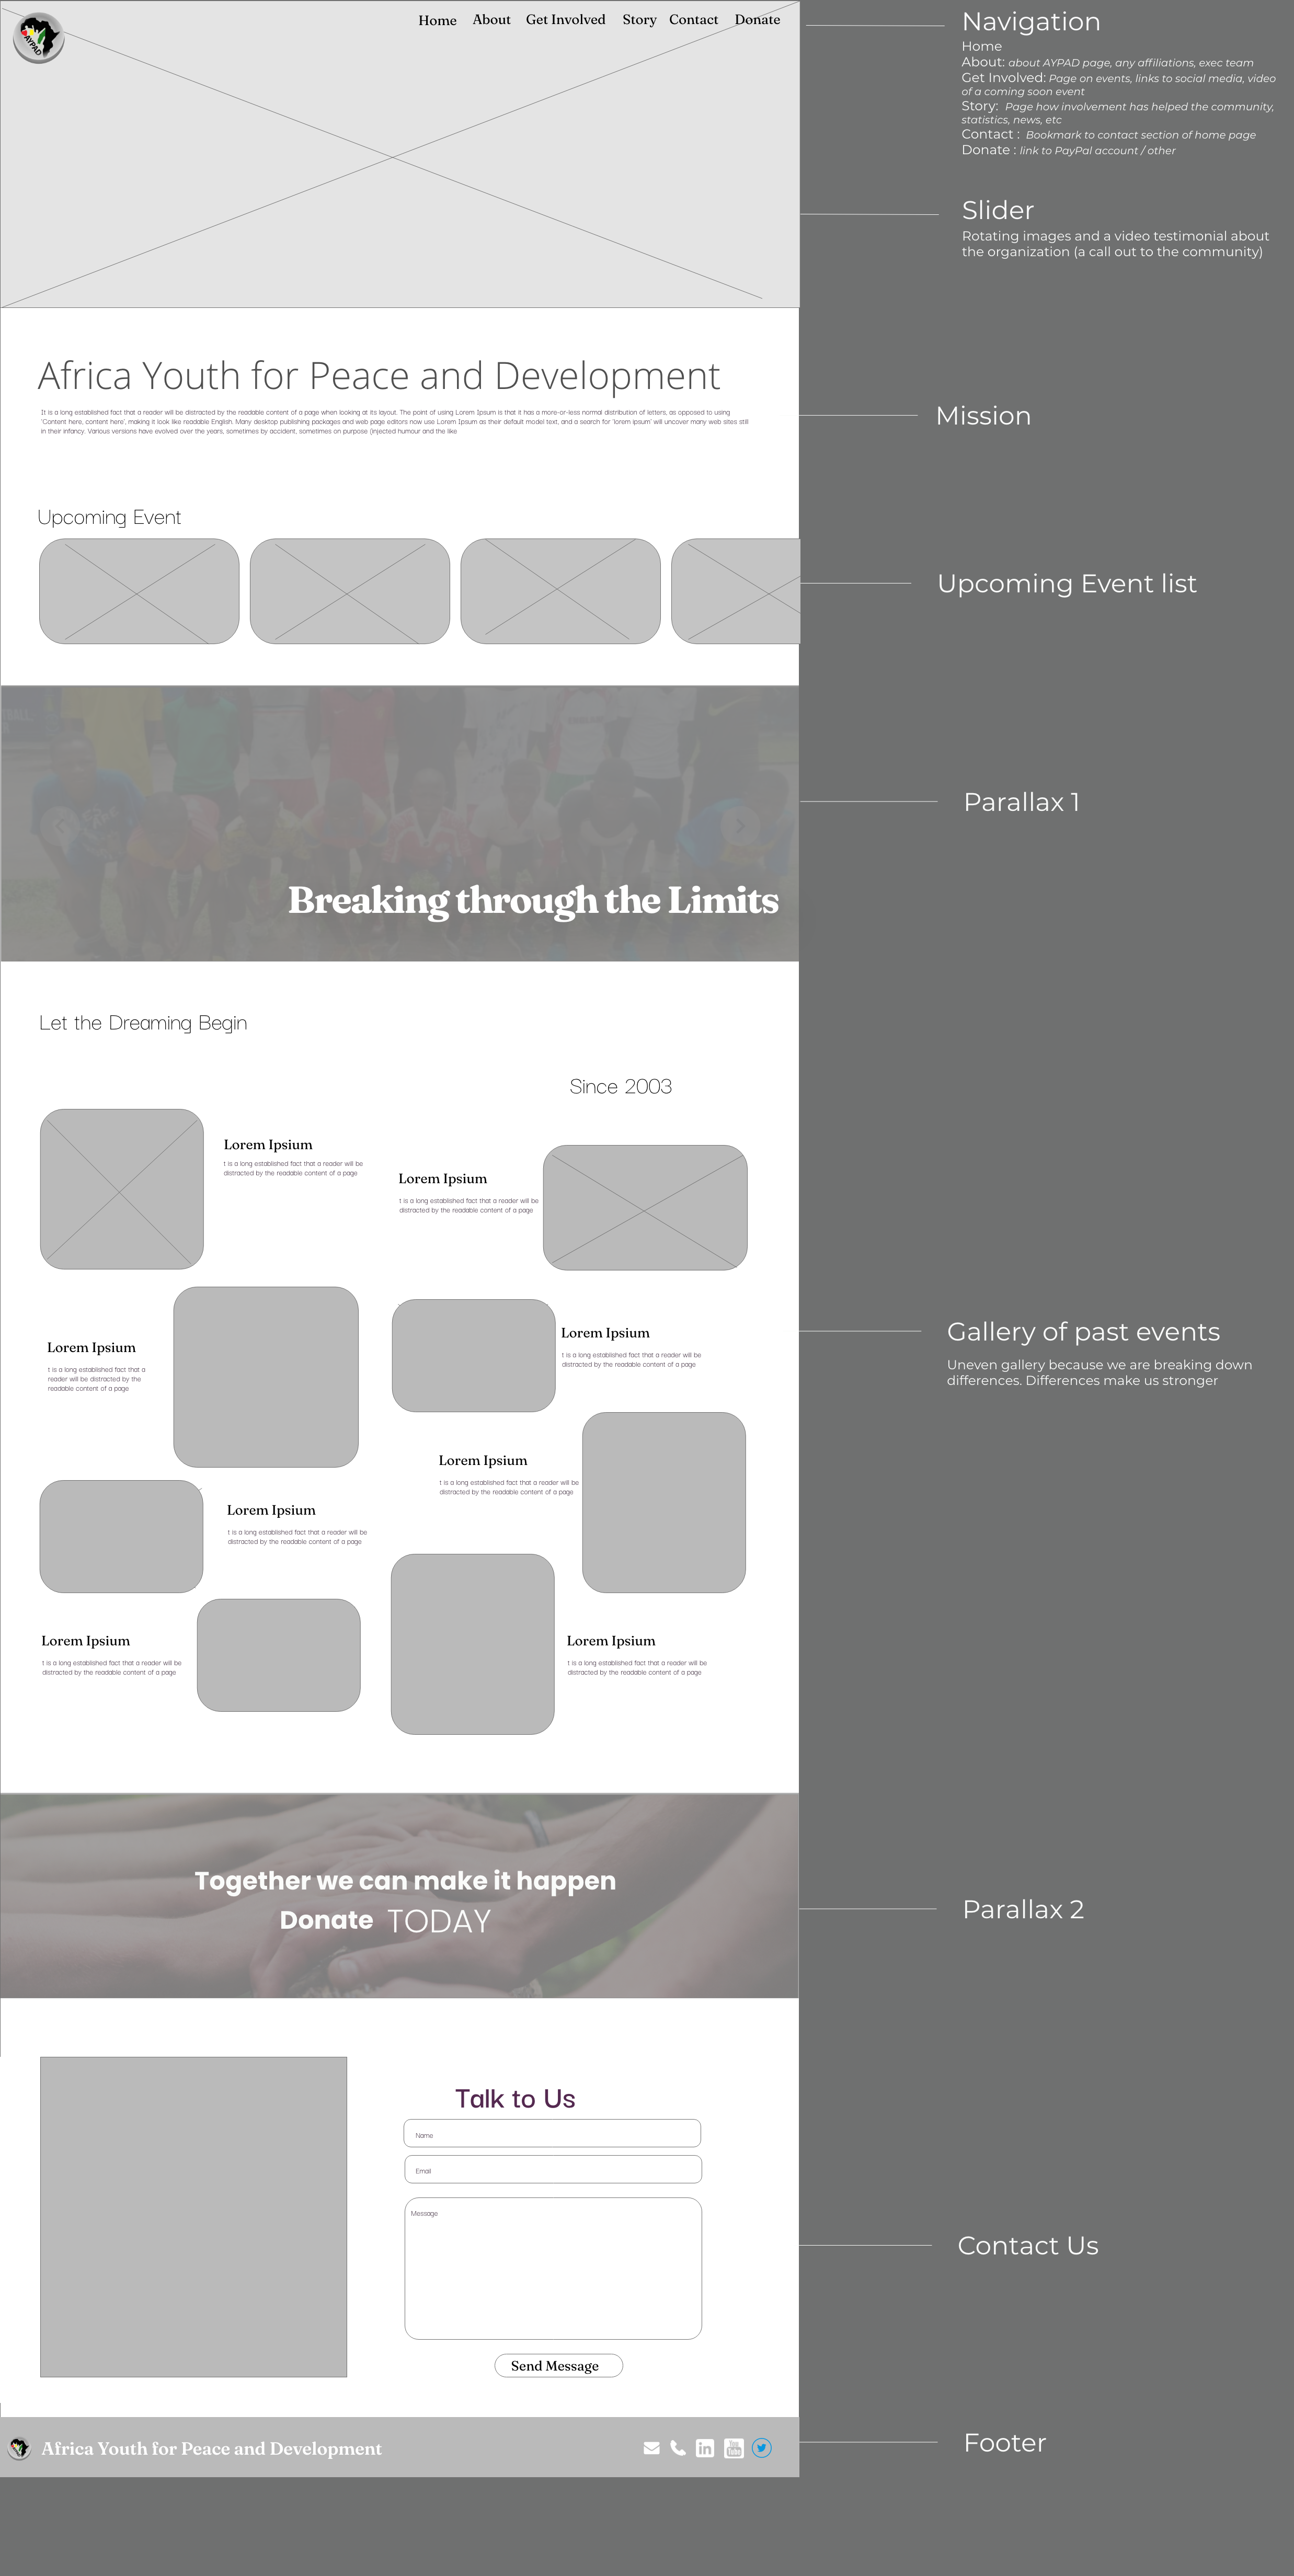 AYPAD
Home About Get Involved Story Contact Donate
Navigation
Home
About: about AYPAD page, any affiliations, exec team
Get Involved: Page on events, links to social media, video
of a coming soon event
Story: Page how involvement has helped the community,
statistics, news, etc
Contact : Bookmark to contact section of home page
Donate : link to PayPal account / other
Slider
Rotating images and a video testimonial about
the organization (a call out to the community)
Africa Youth for Peace and Development
It is a long established fact that a reader will be distracted by the readable content of a page when looking at its layout. The point of using Lorem Ipsum is that it has a more-or-less normal distribution of letters, as opposed to using
'Content here, content here', making it look like readable English. Many desktop publishing packages and web page editors now use Lorem Ipsum as their default model text, and a search for 'lorem ipsum' will uncover many web sites still
in their infancy. Various versions have evolved over the years, sometimes by accident, sometimes on purpose (injected humour and the like
Mission
Upcoming Event
Upcoming Event list
Parallax 1
Breaking through the Limits
Let the Dreaming Begin
Since 2003
Lorem Ipsium
t is a long established fact that a reader will be
distracted by the readable content of a page
Lorem Ipsium
t is a long established fact that a reader will be
distracted by the readable content of a page
Lorem Ipsium
t is a long established fact that a
reader will be distracted by the
readable content of a page
Lorem Ipsium
t is a long established fact that a reader will be
distracted by the readable content of a page
Gallery of past events
Uneven gallery because we are breaking down
differences. Differences make us stronger
Lorem Ipsium
t is a long established fact that a reader will be
distracted by the readable content of a page
Lorem Ipsium
t is a long established fact that a reader will be
distracted by the readable content of a page
Lorem Ipsium
t is a long established fact that a reader will be
distracted by the readable content of a page
Lorem Ipsium
t is a long established fact that a reader will be
distracted by the readable content of a page
Together we can make it happen
Donate TODAY
Parallax 2
Talk to Us
Name
Email
Message
Send Message
Contact Us
Africa Youth for Peace and Development
in
You
Tube
Footer